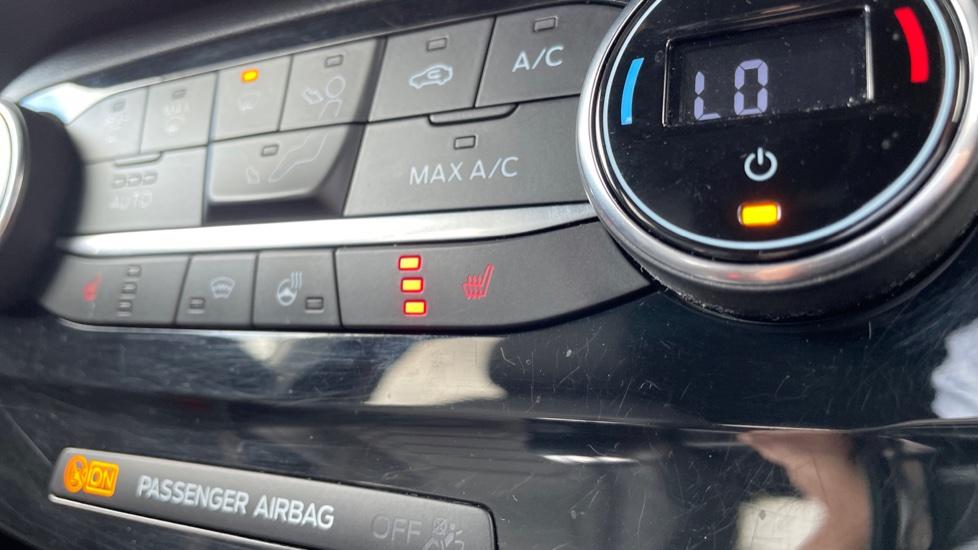 A/C
LO
MAX A/C
AUTO
ON PASSENGER AIRBAG OFF